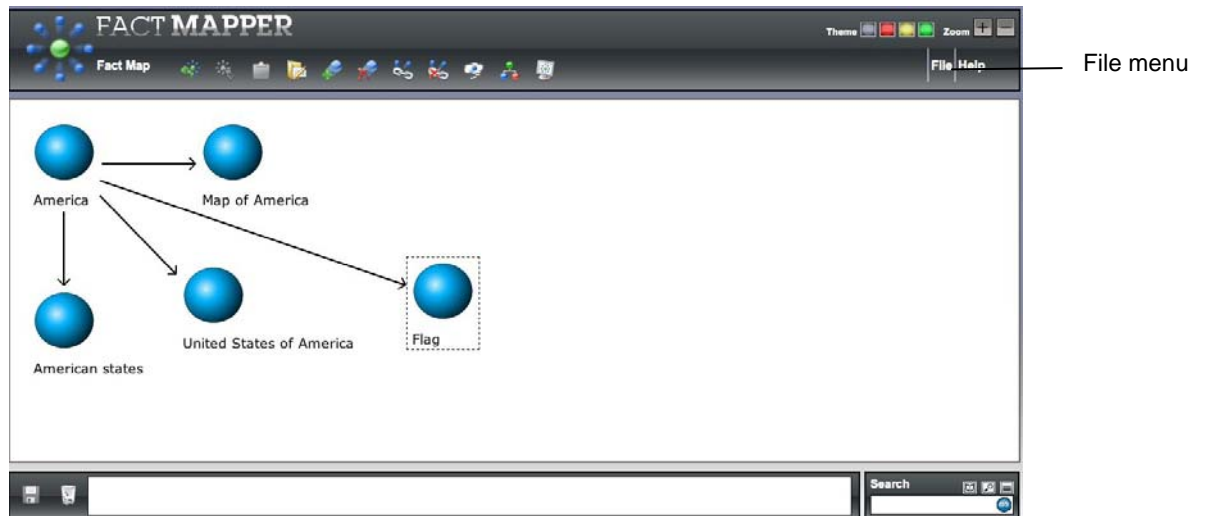 FACT MAPPER
Theme
Zoom
Fact Map
File Help
File menu
America
Map of America
American states
United States of America
Flag
Search